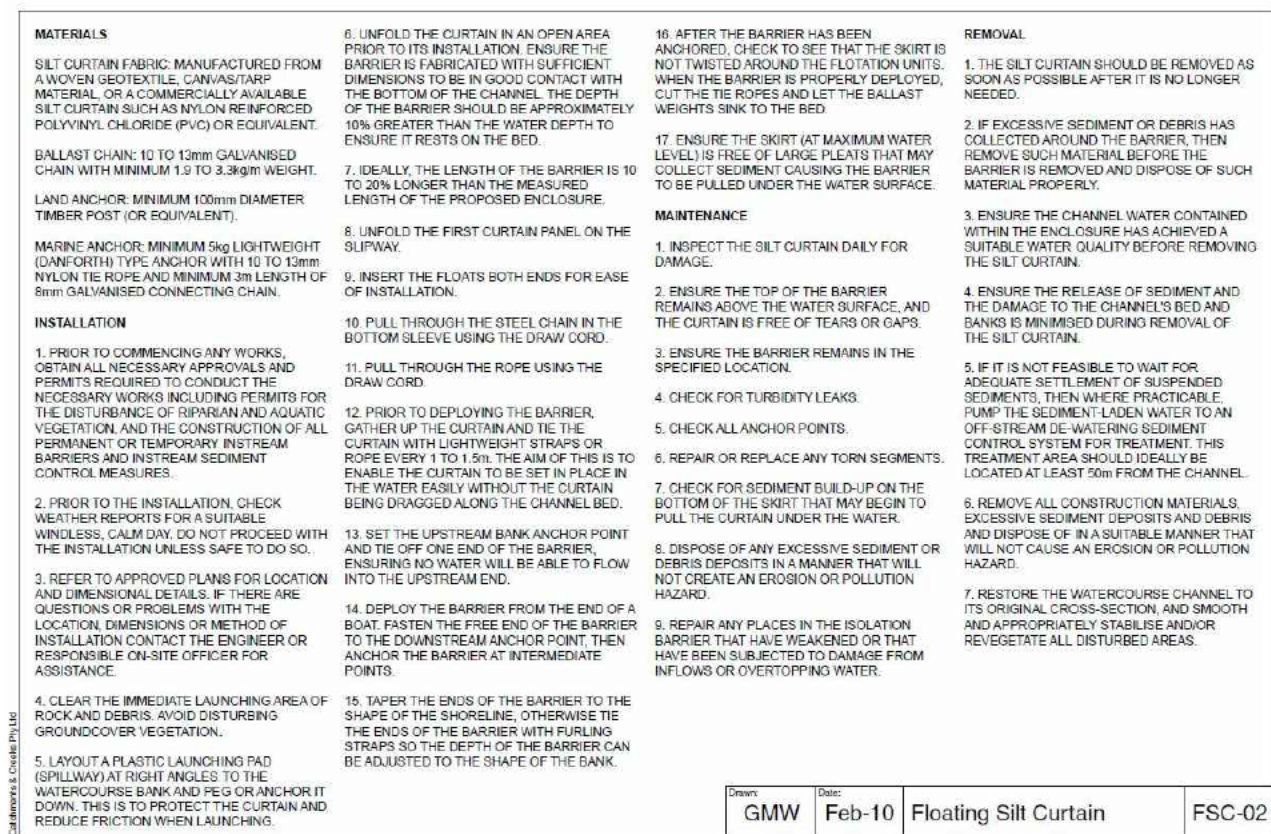 MATERIALS
SILT CURTAIN FABRIC: MANUFACTURED FROM
A WOVEN GEOTEXTILE, CANVAS/TARP
MATERIAL, OR A COMMERCIALLY AVAILABLE
SILT CURTAIN SUCH AS NYLON REINFORCED
POLYVINYL CHLORIDE (PVC) OR EQUIVALENT.
BALLAST CHAIN: 10 TO 13mm GALVANISED
CHAIN WITH MINIMUM 1.9 TO 3.3kg/m WEIGHT.
LAND ANCHOR: MINIMUM 100mm DIAMETER
TIMBER POST (OR EQUIVALENT).
MARINE ANCHOR: MINIMUM 5kg LIGHTWEIGHT
(DANFORTH) TYPE ANCHOR WITH 10 TO 13mm
NYLON TIE ROPE AND MINIMUM 3m LENGTH OF
8mm GALVANISED CONNECTING CHAIN.
INSTALLATION
1. PRIOR TO COMMENCING ANY WORKS,
OBTAIN ALL NECESSARY APPROVALS AND
PERMITS REQUIRED TO CONDUCT THE
NECESSARY WORKS INCLUDING PERMITS FOR
THE DISTURBANCE OF RIPARIAN AND AQUATIC
VEGETATION, AND THE CONSTRUCTION OF ALL
PERMANENT OR TEMPORARY INSTREAM
BARRIERS AND INSTREAM SEDIMENT
CONTROL MEASURES.
2. PRIOR TO THE INSTALLATION, CHECK
WEATHER REPORTS FOR A SUITABLE
WINDLESS, CALM DAY. DO NOT PROCEED WITH
THE INSTALLATION UNLESS SAFE TO DO SO.
3. REFER TO APPROVED PLANS FOR LOCATION
AND DIMENSIONAL DETAILS. IF THERE ARE
QUESTIONS OR PROBLEMS WITH THE
LOCATION, DIMENSIONS OR METHOD OF
INSTALLATION CONTACT THE ENGINEER OR
RESPONSIBLE ON-SITE OFFICER FOR
ASSISTANCE.
4. CLEAR THE IMMEDIATE LAUNCHING AREA OF
ROCK AND DEBRIS. AVOID DISTURBING
GROUNDCOVER VEGETATION.
5. LAYOUT A PLASTIC LAUNCHING PAD
(SPILLWAY) AT RIGHT ANGLES TO THE
WATERCOURSE BANK AND PEG OR ANCHOR IT
DOWN. THIS IS TO PROTECT THE CURTAIN AND
REDUCE FRICTION WHEN LAUNCHING.
6. UNFOLD THE CURTAIN IN AN OPEN AREA
PRIOR TO ITS INSTALLATION. ENSURE THE
BARRIER IS FABRICATED WITH SUFFICIENT
DIMENSIONS TO BE IN GOOD CONTACT WITH
THE BOTTOM OF THE CHANNEL. THE DEPTH
OF THE BARRIER SHOULD BE APPROXIMATELY
10% GREATER THAN THE WATER DEPTH TO
ENSURE IT RESTS ON THE BED.
7. IDEALLY, THE LENGTH OF THE BARRIER IS 10
TO 20% LONGER THAN THE MEASURED
LENGTH OF THE PROPOSED ENCLOSURE.
8. UNFOLD THE FIRST CURTAIN PANEL ON THE
SLIPWAY.
9. INSERT THE FLOATS BOTH ENDS FOR EASE
OF INSTALLATION.
10. PULL THROUGH THE STEEL CHAIN IN THE
BOTTOM SLEEVE USING THE DRAW CORD.
11. PULL THROUGH THE ROPE USING THE
DRAW CORD.
12. PRIOR TO DEPLOYING THE BARRIER,
GATHER UP THE CURTAIN AND TIE THE
CURTAIN WITH LIGHTWEIGHT STRAPS OR
ROPE EVERY 1 TO 1.5m. THE AIM OF THIS IS TO
ENABLE THE CURTAIN TO BE SET IN PLACE IN
THE WATER EASILY WITHOUT THE CURTAIN
BEING DRAGGED ALONG THE CHANNEL BED.
13. SET THE UPSTREAM BANK ANCHOR POINT
AND TIE OFF ONE END OF THE BARRIER,
ENSURING NO WATER WILL BE ABLE TO FLOW
INTO THE UPSTREAM END.
14. DEPLOY THE BARRIER FROM THE END OF A
BOAT. FASTEN THE FREE END OF THE BARRIER
TO THE DOWNSTREAM ANCHOR POINT, THEN
ANCHOR THE BARRIER AT INTERMEDIATE
POINTS.
15. TAPER THE ENDS OF THE BARRIER TO THE
SHAPE OF THE SHORELINE, OTHERWISE TIE
THE ENDS OF THE BARRIER WITH FURLING
STRAPS SO THE DEPTH OF THE BARRIER CAN
BE ADJUSTED TO THE SHAPE OF THE BANK.
16. AFTER THE BARRIER HAS BEEN
ANCHORED, CHECK TO SEE THAT THE SKIRT IS
NOT TWISTED AROUND THE FLOTATION UNITS.
WHEN THE BARRIER IS PROPERLY DEPLOYED,
CUT THE TIE ROPES AND LET THE BALLAST
WEIGHTS SINK TO THE BED.
17. ENSURE THE SKIRT (AT MAXIMUM WATER
LEVEL) IS FREE OF LARGE PLEATS THAT MAY
COLLECT SEDIMENT CAUSING THE BARRIER
TO BE PULLED UNDER THE WATER SURFACE.
MAINTENANCE
1. INSPECT THE SILT CURTAIN DAILY FOR
DAMAGE.
2. ENSURE THE TOP OF THE BARRIER
REMAINS ABOVE THE WATER SURFACE, AND
THE CURTAIN IS FREE OF TEARS OR GAPS.
3. ENSURE THE BARRIER REMAINS IN THE
SPECIFIED LOCATION.
4. CHECK FOR TURBIDITY LEAKS.
5. CHECK ALL ANCHOR POINTS.
6. REPAIR OR REPLACE ANY TORN SEGMENTS.
7. CHECK FOR SEDIMENT BUILD-UP ON THE
BOTTOM OF THE SKIRT THAT MAY BEGIN TO
PULL THE CURTAIN UNDER THE WATER.
8. DISPOSE OF ANY EXCESSIVE SEDIMENT OR
DEBRIS DEPOSITS IN A MANNER THAT WILL
NOT CREATE AN EROSION OR POLLUTION
HAZARD.
9. REPAIR ANY PLACES IN THE ISOLATION
BARRIER THAT HAVE WEAKENED OR THAT
HAVE BEEN SUBJECTED TO DAMAGE FROM
INFLOWS OR OVERTOPPING WATER.
REMOVAL
1. THE SILT CURTAIN SHOULD BE REMOVED AS
SOON AS POSSIBLE AFTER IT IS NO LONGER
NEEDED.
2. IF EXCESSIVE SEDIMENT OR DEBRIS HAS
COLLECTED AROUND THE BARRIER, THEN
REMOVE SUCH MATERIAL BEFORE THE
BARRIER IS REMOVED AND DISPOSE OF SUCH
MATERIAL PROPERLY.
3. ENSURE THE CHANNEL WATER CONTAINED
WITHIN THE ENCLOSURE HAS ACHIEVED A
SUITABLE WATER QUALITY BEFORE REMOVING
THE SILT CURTAIN.
4. ENSURE THE RELEASE OF SEDIMENT AND
THE DAMAGE TO THE CHANNEL'S BED AND
BANKS IS MINIMISED DURING REMOVAL OF
THE SILT CURTAIN.
5. IF IT IS NOT FEASIBLE TO WAIT FOR
ADEQUATE SETTLEMENT OF SUSPENDED
SEDIMENTS, THEN WHERE PRACTICABLE,
PUMP THE SEDIMENT-LADEN WATER TO AN
OFF-STREAM DE-WATERING SEDIMENT
CONTROL SYSTEM FOR TREATMENT. THIS
TREATMENT AREA SHOULD IDEALLY BE
LOCATED AT LEAST 50m FROM THE CHANNEL.
6. REMOVE ALL CONSTRUCTION MATERIALS,
EXCESSIVE SEDIMENT DEPOSITS AND DEBRIS
AND DISPOSE OF IN A SUITABLE MANNER THAT
WILL NOT CAUSE AN EROSION OR POLLUTION
HAZARD.
7. RESTORE THE WATERCOURSE CHANNEL TO
ITS ORIGINAL CROSS-SECTION, AND SMOOTH
AND APPROPRIATELY STABILISE AND/OR
REVEGETATE ALL DISTURBED AREAS.
Catchments & Creeks Pty Ltd
Drawn: GMW
Date: Feb-10
Floating Silt Curtain
FSC-02